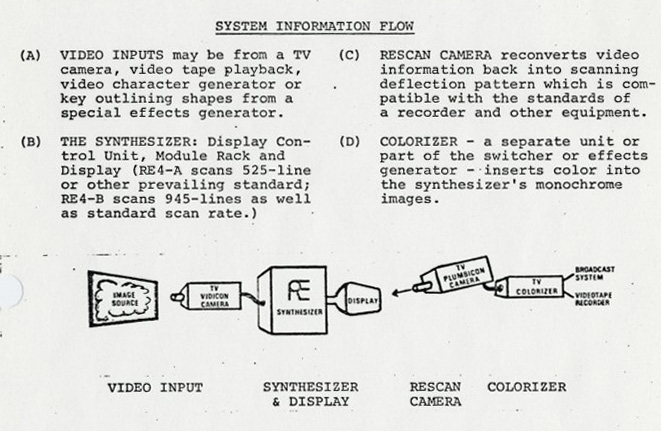 SYSTEM INFORMATION FLOW
(A) VIDEO INPUTS may be from a TV
camera, video tape playback,
video character generator or
key outlining shapes from a
special effects generator.
(B) THE SYNTHESIZER: Display Con-
trol Unit, Module Rack and
Display (RE4-A scans 525-line
or other prevailing standard;
RE4-B scans 945-lines as well
as standard scan rate.)
(C) RESCAN CAMERA reconverts video
information back into scanning
deflection pattern which is com-
patible with the standards of
a recorder and other equipment.
(D) COLORIZER - a separate unit or
part of the switcher or effects
generator - inserts color into
the synthesizer's monochrome
images.
IMAGE
SOURCE
TV
VIDICON
CAMERA
RE
SYNTHESIZER
DISPLAY
TV
PLUMBICON
CAMERA
TV
COLORIZER
BROADCAST
SYSTEM
VIDEOTAPE
RECORDER
VIDEO INPUT
SYNTHESIZER
& DISPLAY
RESCAN
CAMERA
COLORIZER